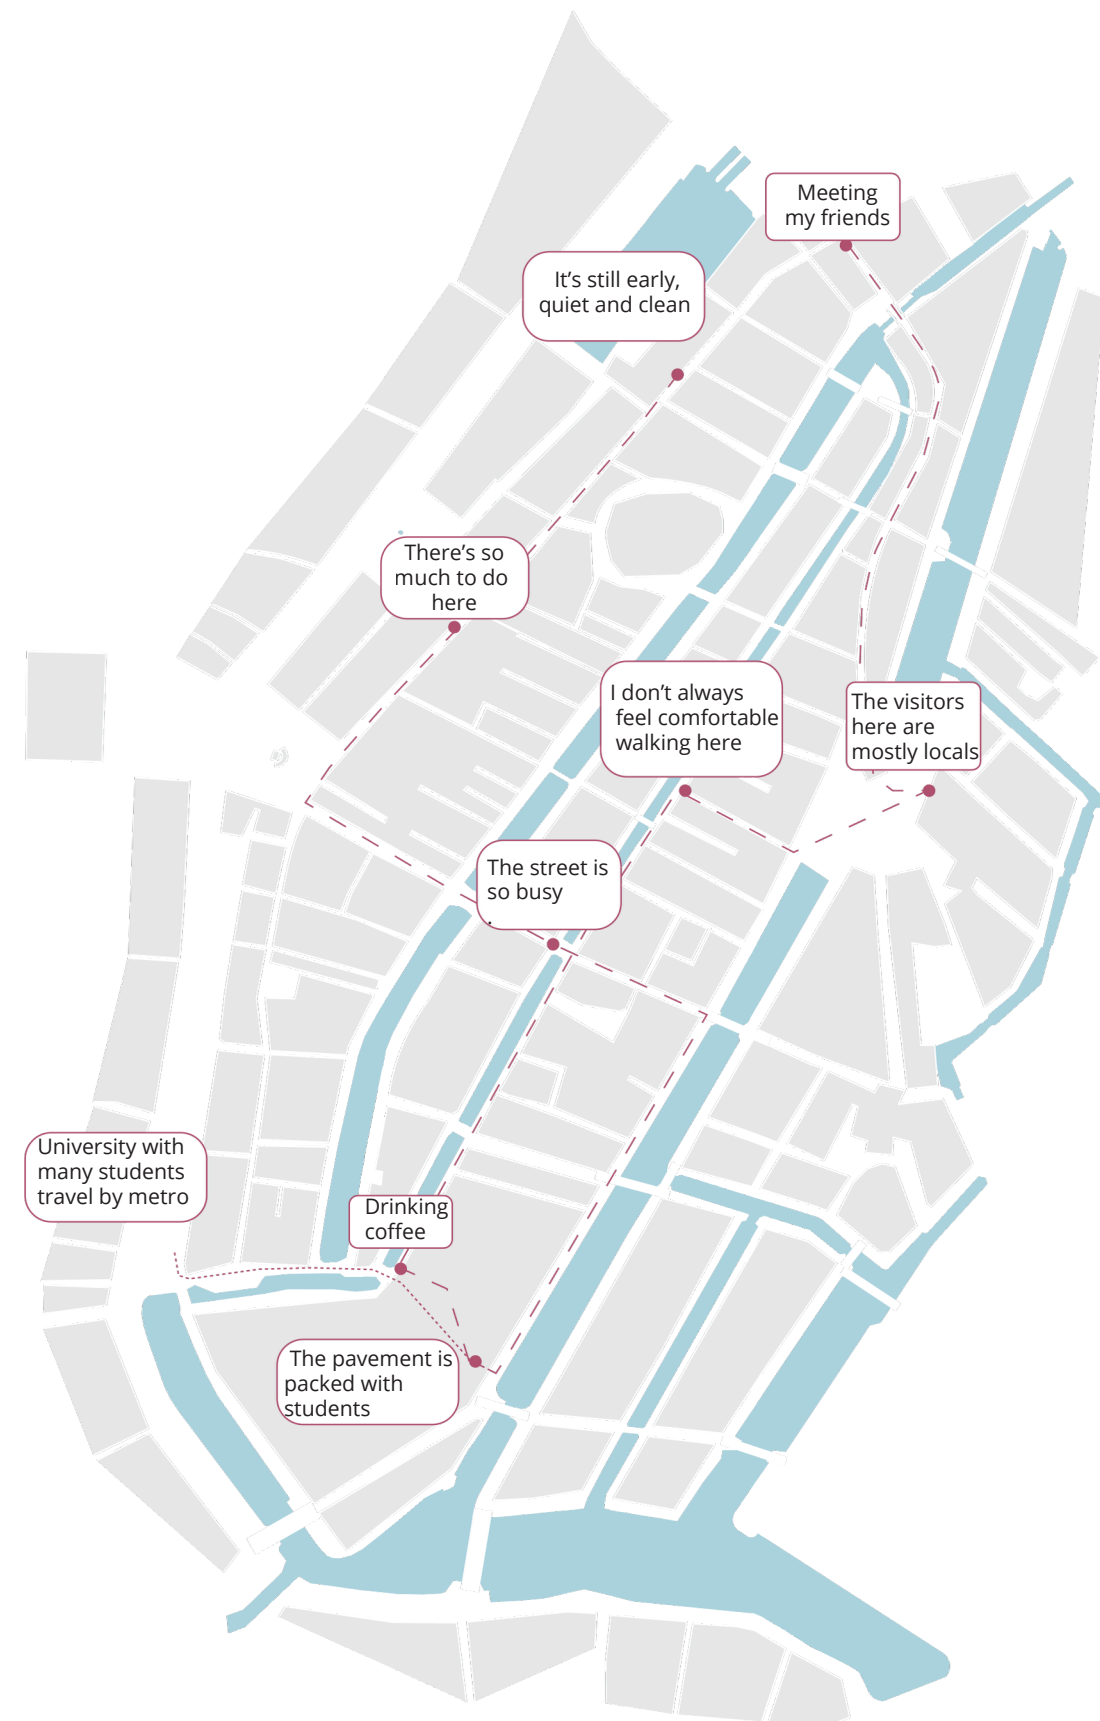 Meeting
my friends
It's still early,
quiet and clean
There's so
much to do
here
I don't always
feel comfortable
walking here
The visitors
here are
mostly locals
The street is
so busy
.
University with
many students
travel by metro
Drinking
coffee
The pavement is
packed with
students